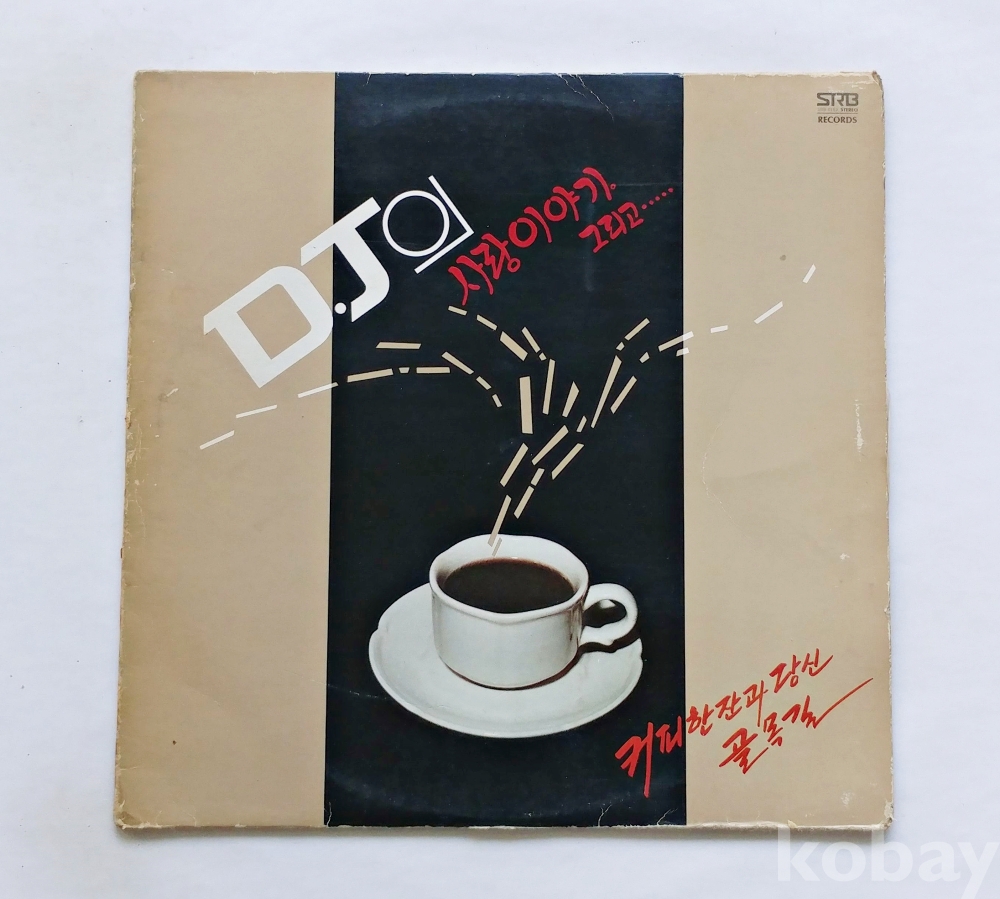 STRB
RECORDS
D.J의
사랑이야기.
그리고.....
커피한잔과 당신
골목길
kobay